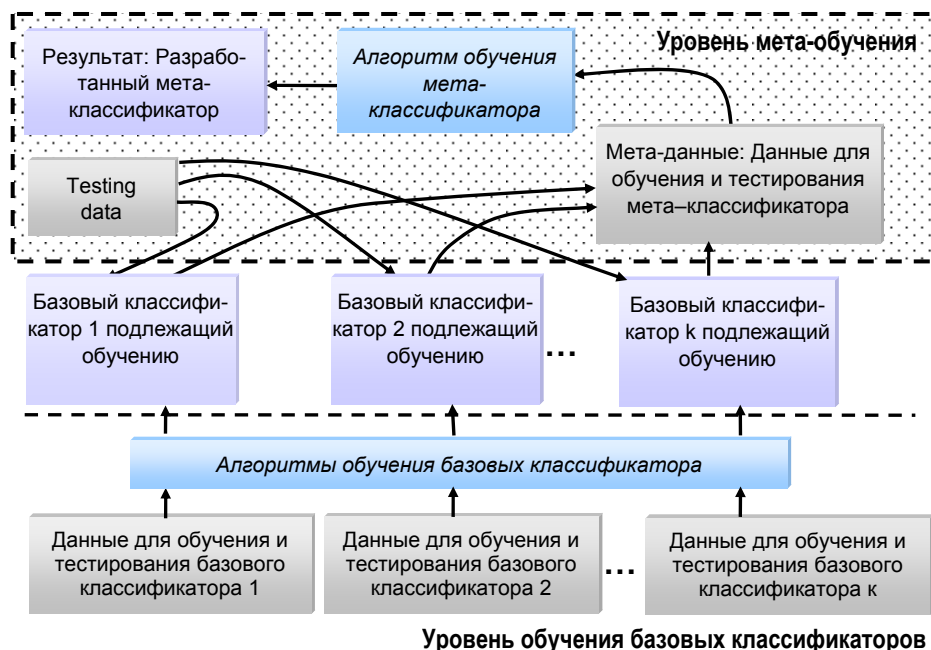 Уровень мета-обучения
Результат: Разрабо-
танный мета-
классификатор
Алгоритм обучения
мета-
классификатора
Testing
data
Мета-данные: Данные для
обучения и тестирования
мета–классификатора
Базовый классифи-
катор 1 подлежащий
обучению
Базовый классифи-
катор 2 подлежащий
обучению
...
Базовый классифи-
катор k подлежащий
обучению
Алгоритмы обучения базовых классификатора
Данные для обучения и
тестирования базового
классификатора 1
Данные для обучения и
тестирования базового
классификатора 2
...
Данные для обучения и
тестирования базового
классификатора к
Уровень обучения базовых классификаторов